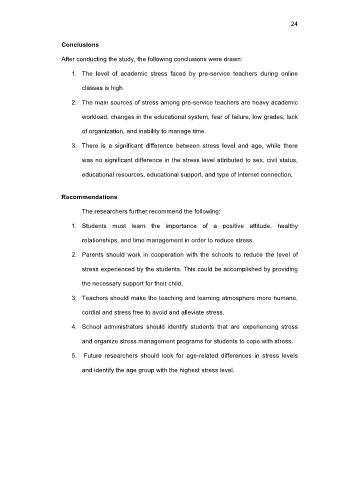 24
Conclusions
After conducting the study, the following conclusions were drawn:
1. The level of academic stress faced by pre-service teachers during online
classes is high.
2. The main sources of stress among pre-service teachers are heavy academic
workload, changes in the educational system, fear of failure, low grades, lack
of organization, and inability to manage time.
3. There is a significant difference between stress level and age, while there
was no significant difference in the stress level attributed to sex, civil status,
educational resources, educational support, and type of Internet connection.
Recommendations
The researchers further recommend the following:
1. Students must learn the importance of a positive attitude, healthy
relationships, and time management in order to reduce stress.
2. Parents should work in cooperation with the schools to reduce the level of
stress experienced by the students. This could be accomplished by providing
the necessary support for their child.
3. Teachers should make the teaching and learning atmosphere more humane,
cordial and stress free to avoid and alleviate stress.
4. School administrators should identify students that are experiencing stress
and organize stress management programs for students to cope with stress.
5. Future researchers should look for age-related differences in stress levels
and identify the age group with the highest stress level.